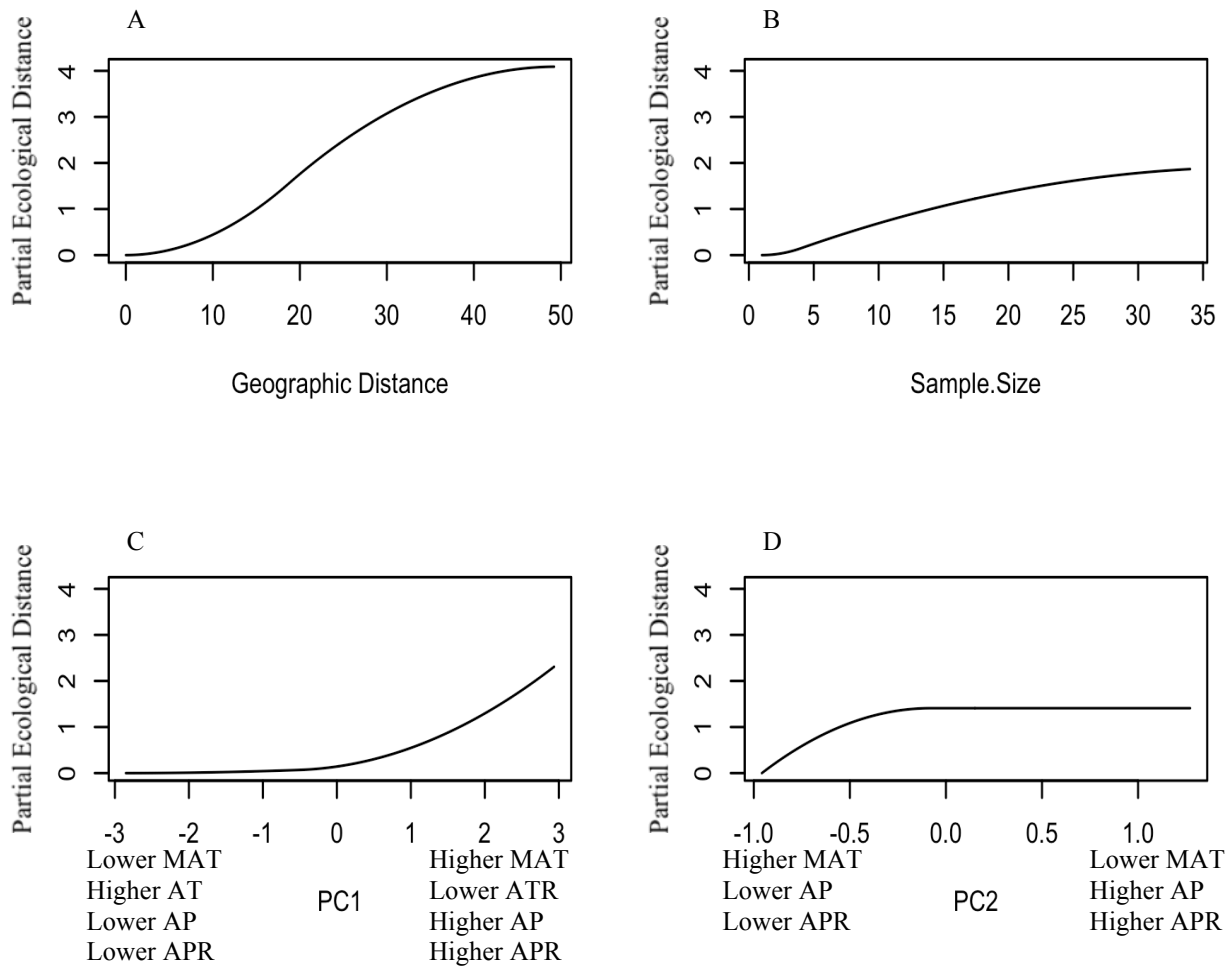 A
Partial Ecological Distance
4
3
2
1
0
0 10 20 30 40 50
Geographic Distance
B
Partial Ecological Distance
4
3
2
1
0
0 5 10 15 20 25 30 35
Sample.Size
C
Partial Ecological Distance
4
3
2
1
0
-3 -2 -1 0 1 2 3
Lower MAT
Higher AT
Lower AP
Lower APR
PC1
Higher MAT
Lower ATR
Higher AP
Higher APR
D
Partial Ecological Distance
4
3
2
1
0
-1.0 -0.5 0.0 0.5 1.0
Higher MAT
Lower AP
Lower APR
PC2
Lower MAT
Higher AP
Higher APR